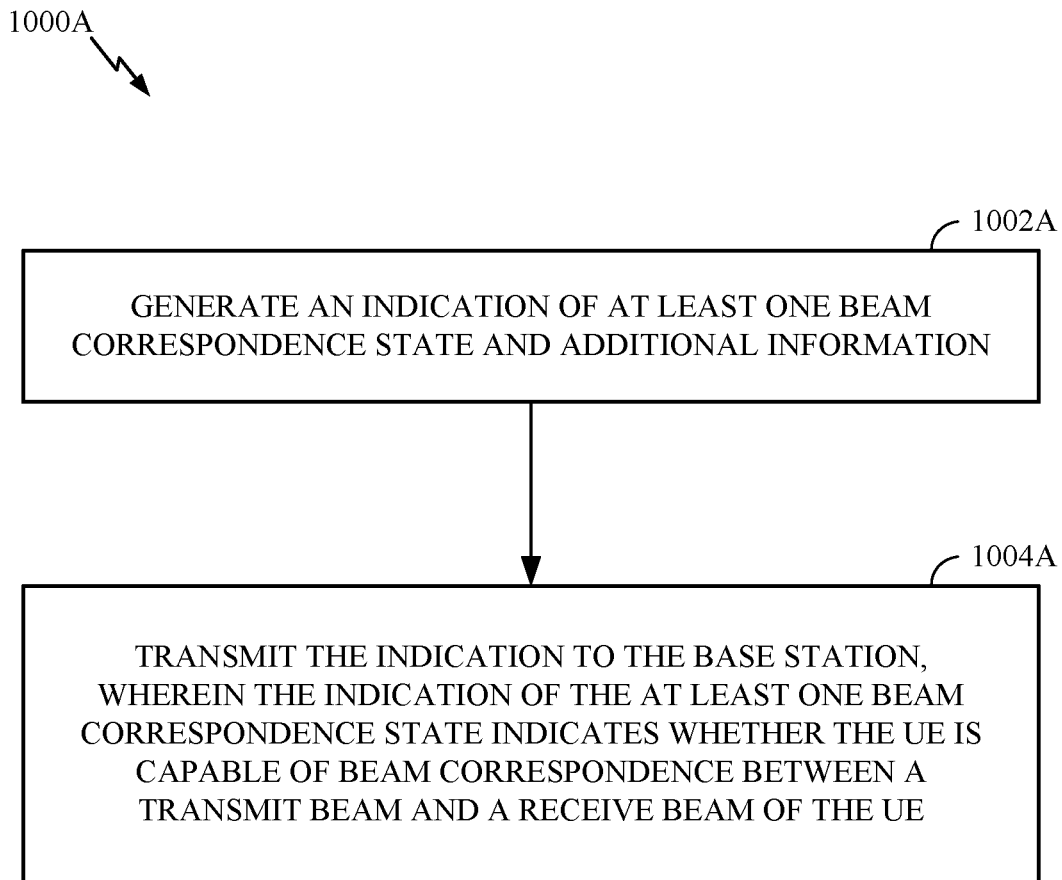 1000A
1002A
GENERATE AN INDICATION OF AT LEAST ONE BEAM
CORRESPONDENCE STATE AND ADDITIONAL INFORMATION
1004A
TRANSMIT THE INDICATION TO THE BASE STATION,
WHEREIN THE INDICATION OF THE AT LEAST ONE BEAM
CORRESPONDENCE STATE INDICATES WHETHER THE UE IS
CAPABLE OF BEAM CORRESPONDENCE BETWEEN A
TRANSMIT BEAM AND A RECEIVE BEAM OF THE UE